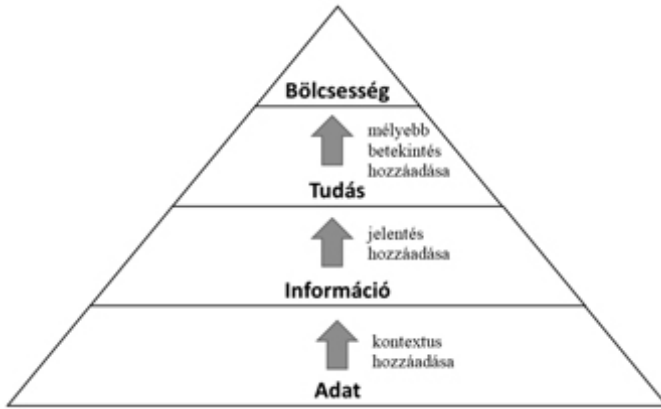 Bölcsesség
mélyebb
betekintés
hozzáadása
Tudás
jelentés
hozzáadása
Információ
kontextus
hozzáadása
Adat